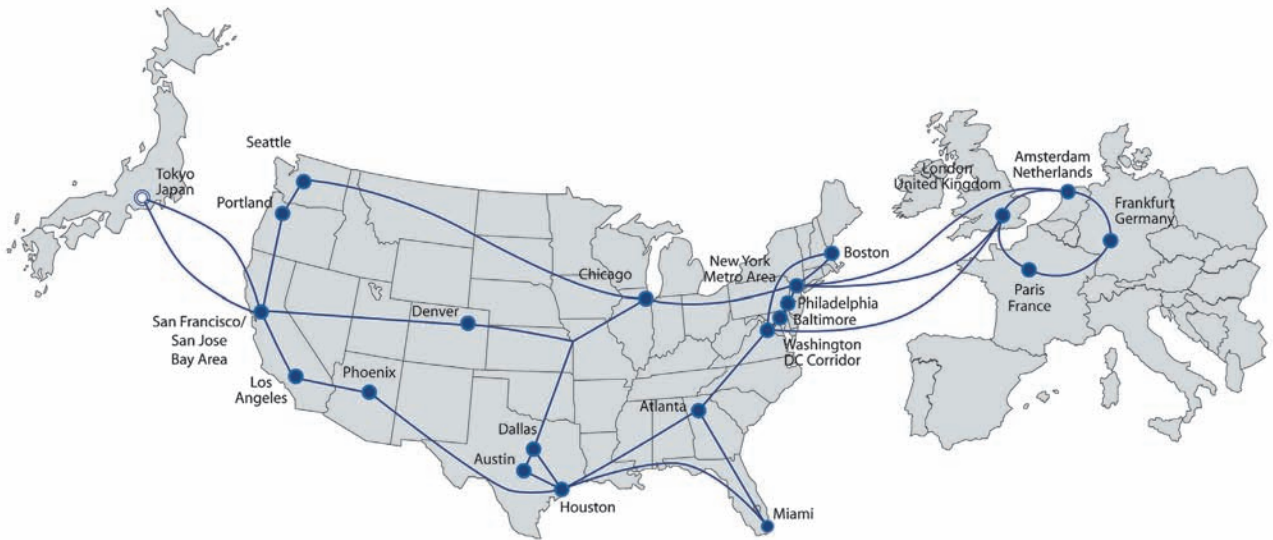 Seattle
Tokyo
Japan
Portland
San Francisco/
San Jose
Bay Area
Los
Angeles
Phoenix
Denver
Dallas
Austin
Houston
Chicago
New York
Metro Area
Boston
Philadelphia
Baltimore
Washington
DC Corridor
Atlanta
Miami
London
United Kingdom
Amsterdam
Netherlands
Frankfurt
Germany
Paris
France